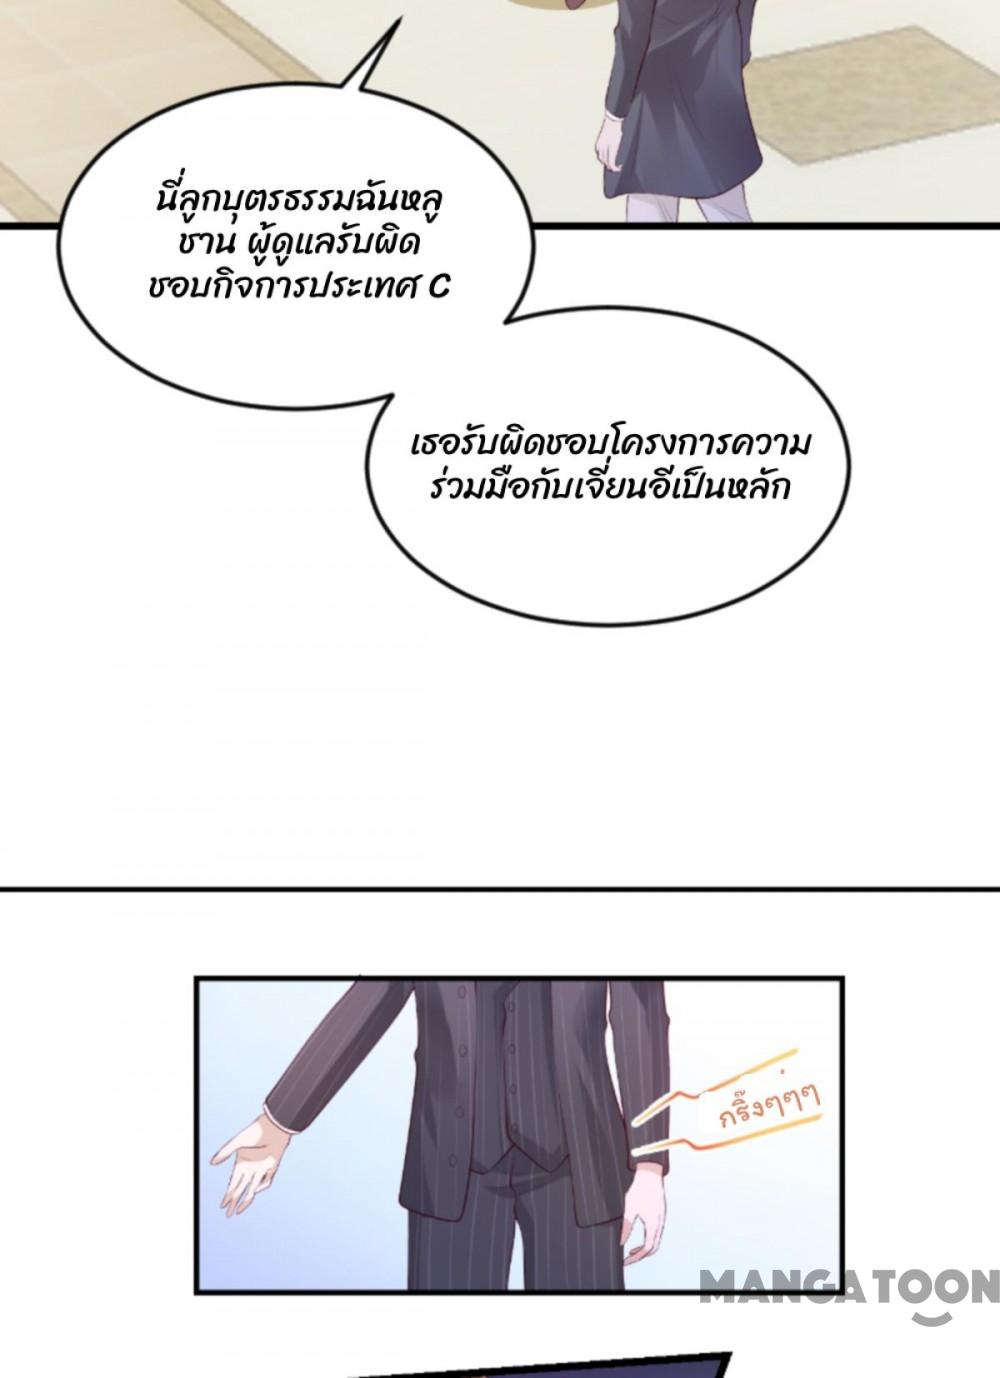 นี่ลูกบุตรธรรมฉันหลู
ชาน ผู้ดูแลรับผิด
ชอบกิจการประเทศ C
เธอรับผิดชอบโครงการความ
ร่วมมือกับเจี่ยนอีเป็นหลัก
กริ๊งๆๆๆ
MANGATOON